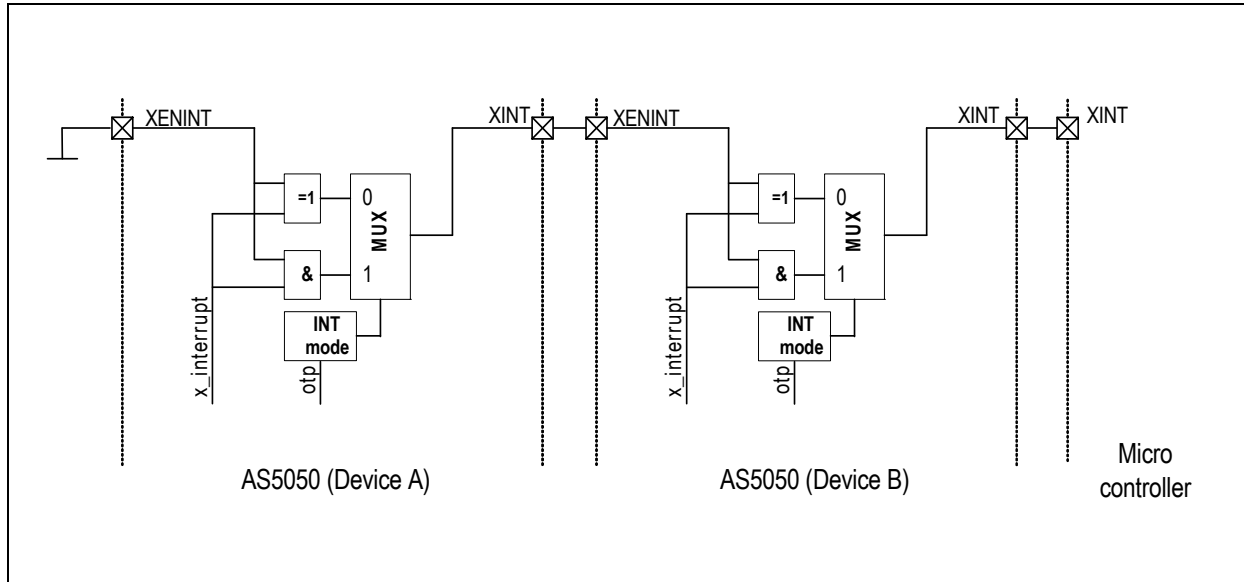 XENINT
XINT
XENINT
XINT
XINT
=1
0
MUX
&
1
INT
mode
x_interrupt
otp
=1
0
MUX
&
1
INT
mode
x_interrupt
otp
AS5050 (Device A)
AS5050 (Device B)
Micro
controller